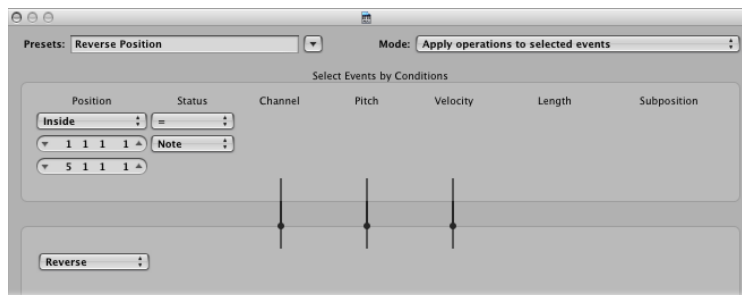 Presets: Reverse Position Mode: Apply operations to selected events
Select Events by Conditions
Position Status Channel Pitch Velocity Length Subposition
Inside =
1 1 1 1 Note
5 1 1 1
Reverse